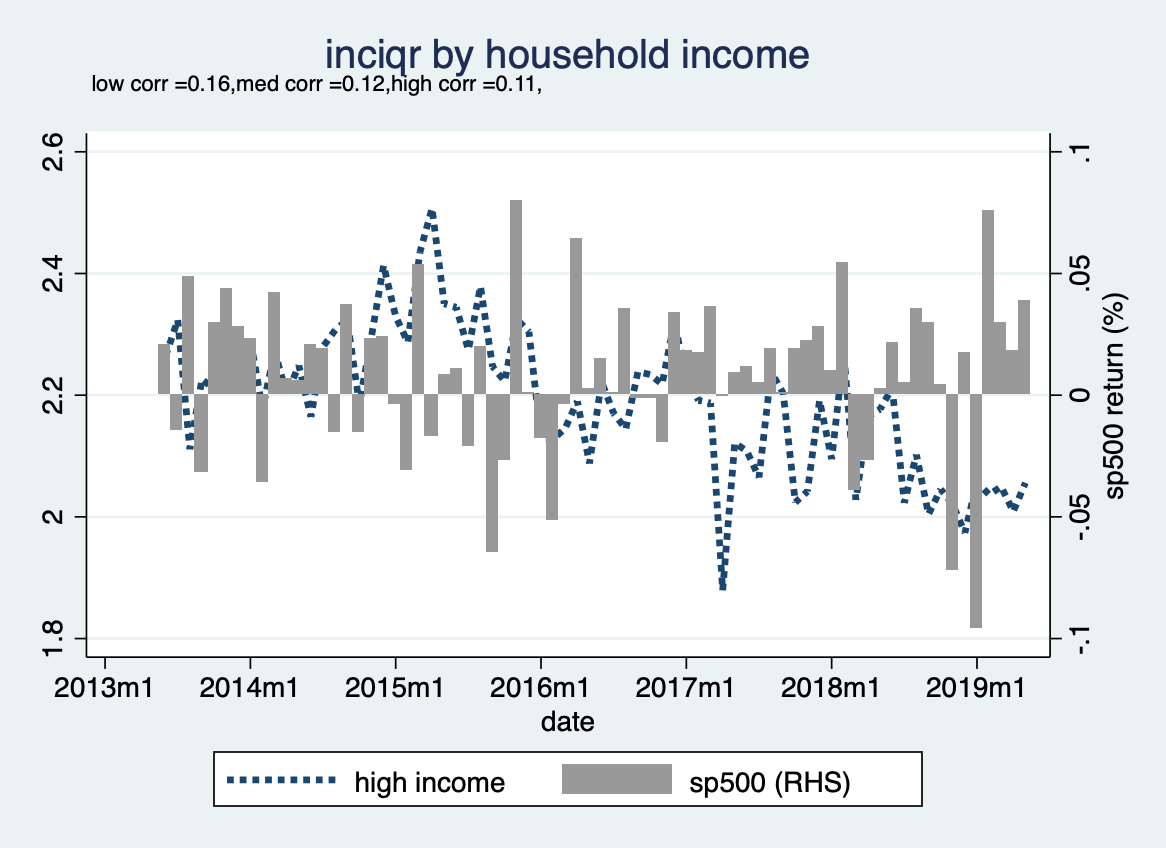 inciqr by household income
low corr =0.16,med corr =0.12,high corr =0.11,
2.6
2.4
2.2
2
1.8
.1
.05
0
-.05
-.1
sp500 return (%)
2013m1 2014m1 2015m1 2016m1 2017m1 2018m1 2019m1
date
high income sp500 (RHS)